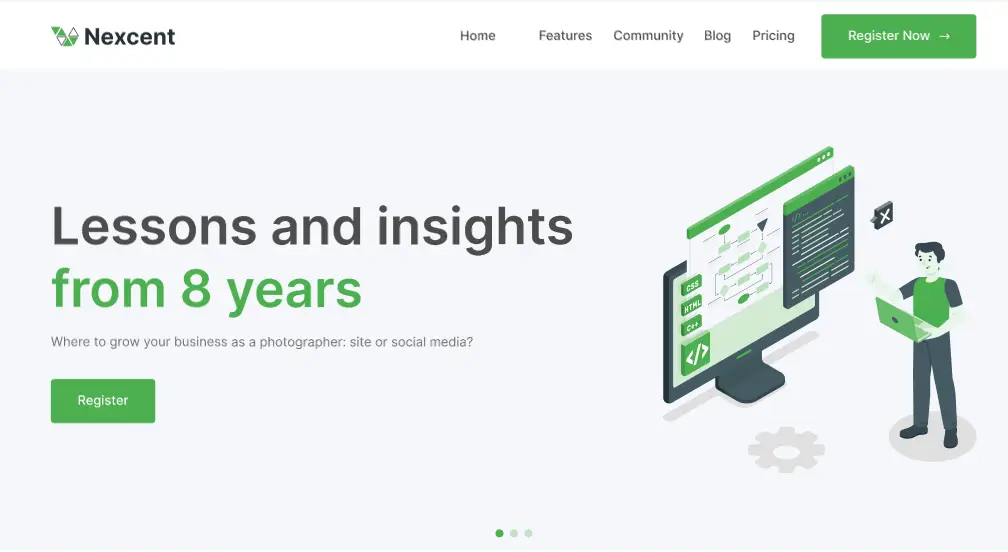 Nexcent
Home Features Community Blog Pricing Register Now →
Lessons and insights
from 8 years
Where to grow your business as a photographer: site or social media?
Register
CSS
HTML
C++
</>
</>
X